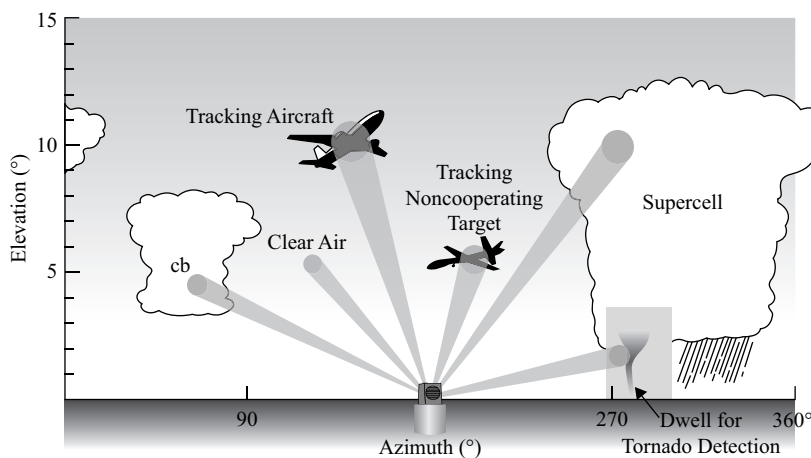 15
Tracking Aircraft
10
Tracking
Noncooperating
Target
Supercell
Elevation (°)
Clear Air
cb
5
90
270
360°
Azimuth (°)
Dwell for
Tornado Detection